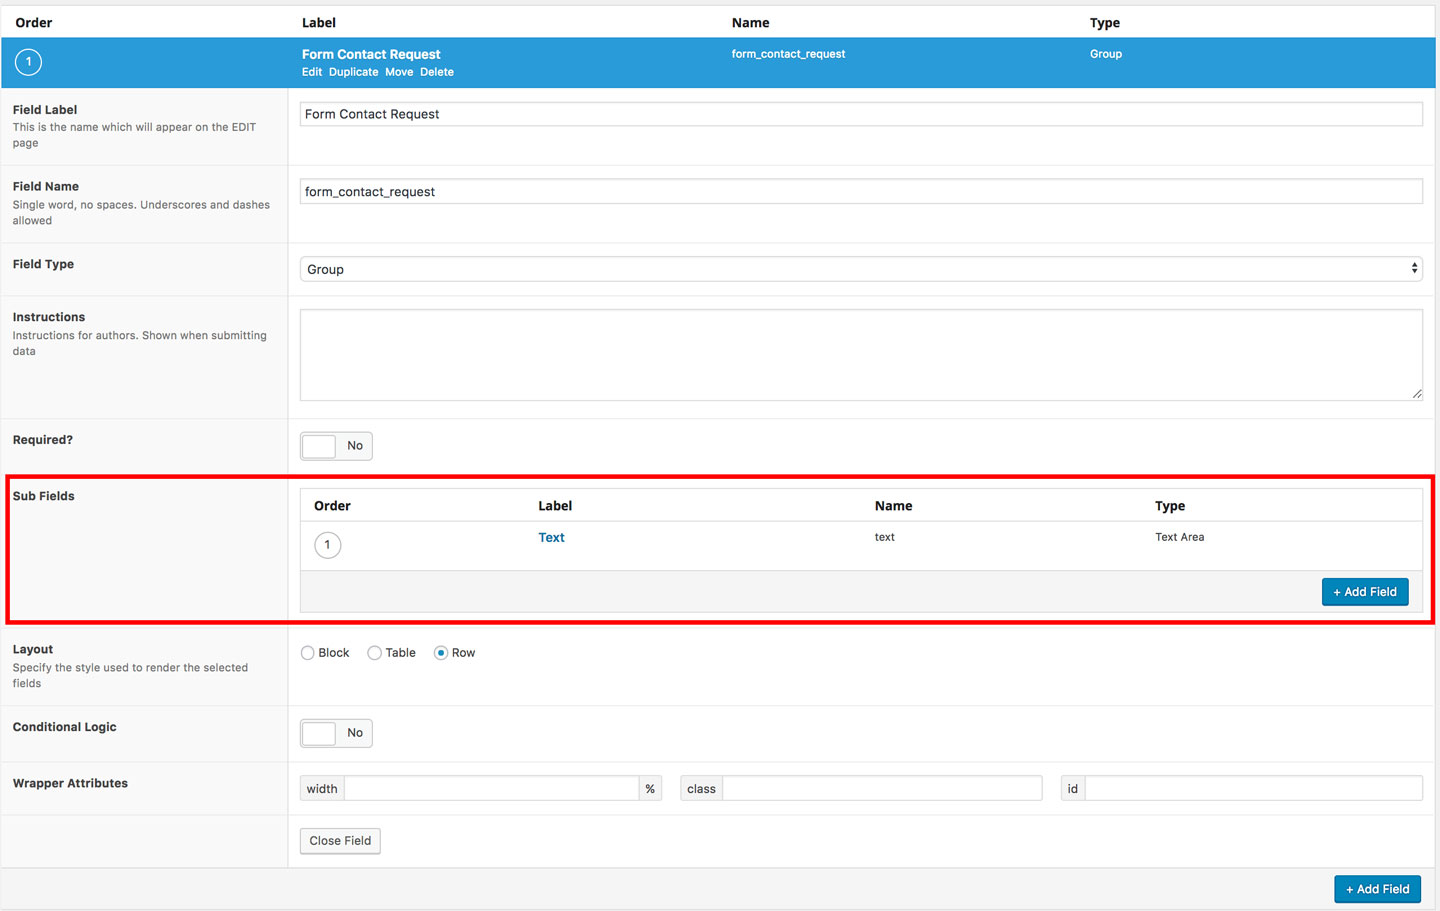 Order Label Name Type
1 Form Contact Request form_contact_request Group
Edit Duplicate Move Delete
Field Label
This is the name which will appear on the EDIT
page
Form Contact Request
Field Name
Single word, no spaces. Underscores and dashes
allowed
form_contact_request
Field Type
Group
Instructions
Instructions for authors. Shown when submitting
data
Required?
No
Sub Fields
Order Label Name Type
1 Text text Text Area
+ Add Field
Layout
Specify the style used to render the selected
fields
Block Table Row
Conditional Logic
No
Wrapper Attributes
width % class id
Close Field
+ Add Field